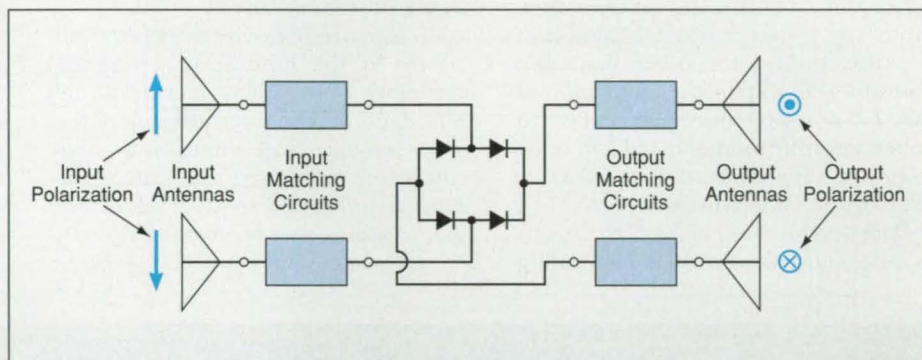 Input
Polarization
Input
Antennas
Input
Matching
Circuits
Output
Matching
Circuits
Output
Antennas
Output
Polarization